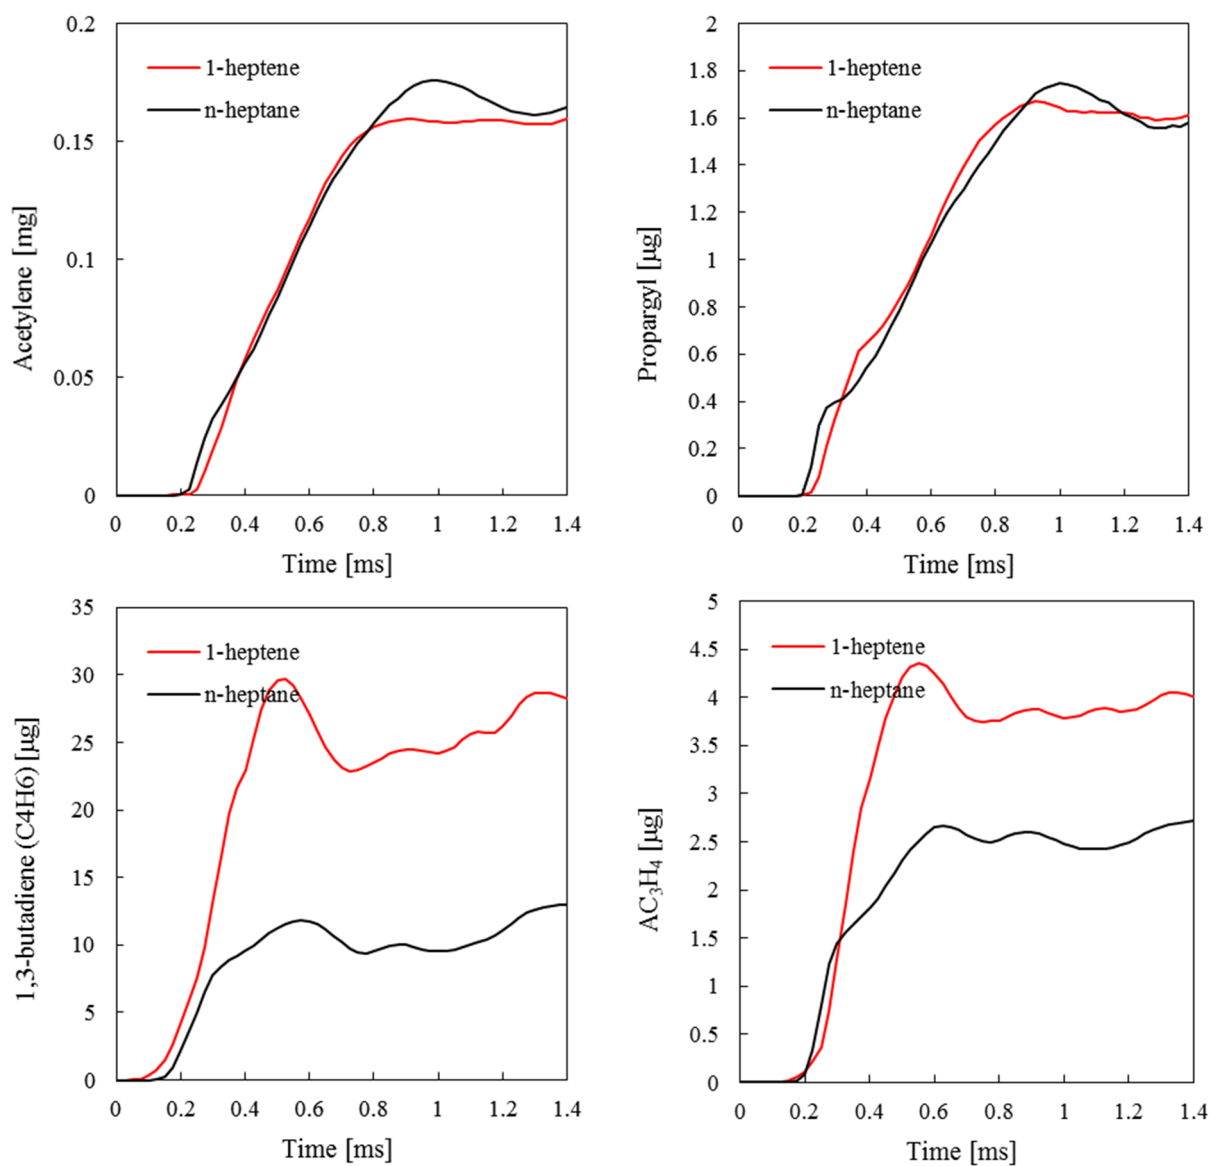 0.2
0.15
0.1
0.05
0
Acetylene [mg]
1-heptene
n-heptane
0 0.2 0.4 0.6 0.8 1 1.2 1.4
Time [ms]
2
1.8
1.6
1.4
1.2
1
0.8
0.6
0.4
0.2
0
Propargyl [µg]
1-heptene
n-heptane
0 0.2 0.4 0.6 0.8 1 1.2 1.4
Time [ms]
35
30
25
20
15
10
5
0
1,3-butadiene (C4H6) [µg]
1-heptene
n-heptane
0 0.2 0.4 0.6 0.8 1 1.2 1.4
Time [ms]
5
4.5
4
3.5
3
2.5
2
1.5
1
0.5
0
AC₃H₄ [µg]
1-heptene
n-heptane
0 0.2 0.4 0.6 0.8 1 1.2 1.4
Time [ms]